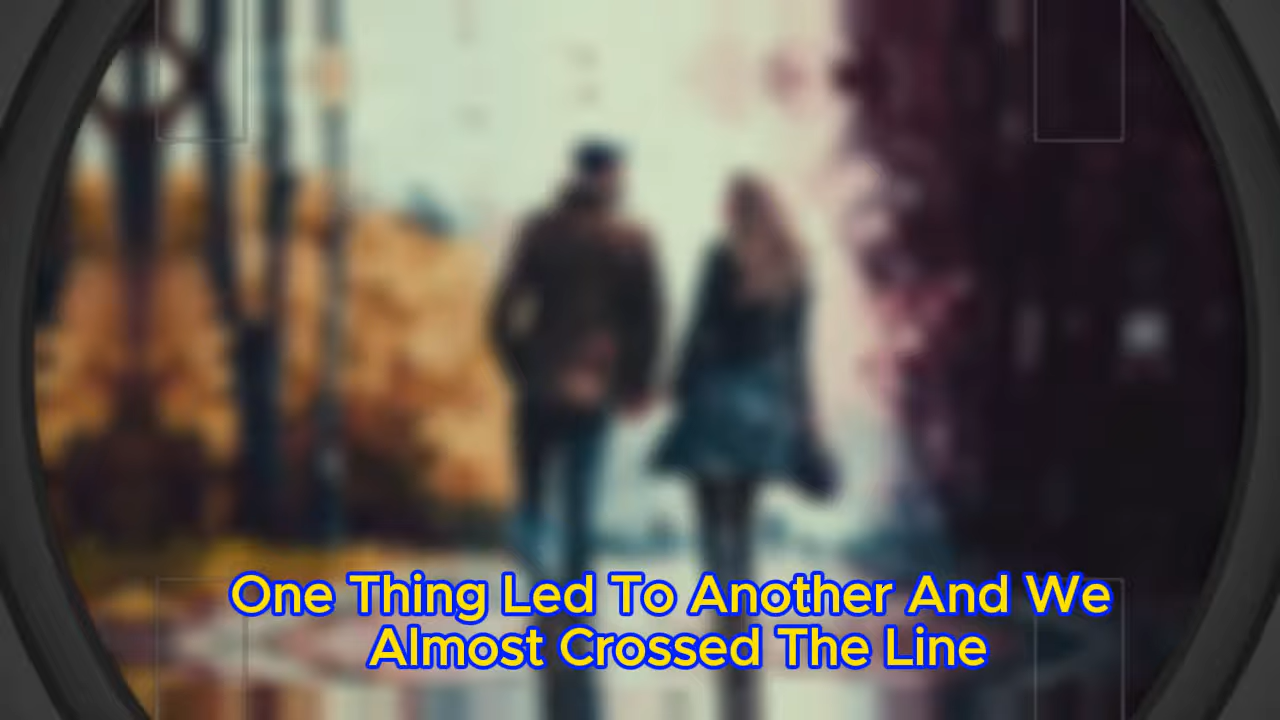 One Thing Led To Another And We
Almost Crossed The Line